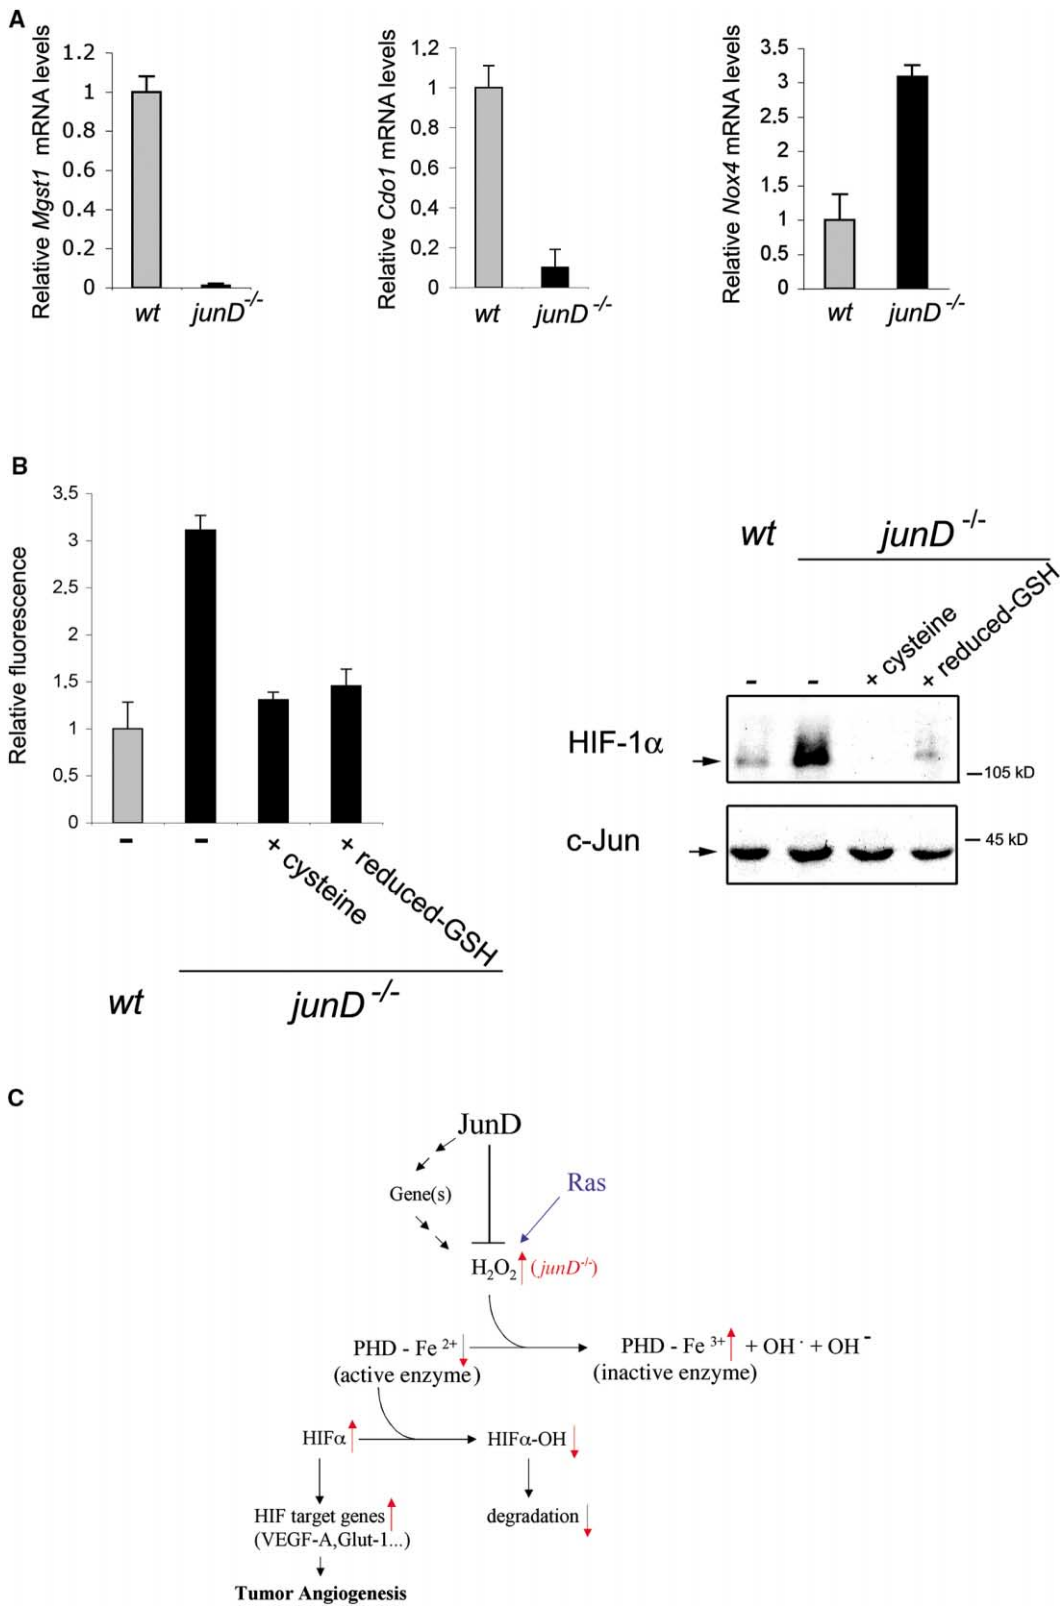 A
Relative Mgst1 mRNA levels
1.2
1
0.8
0.6
0.4
0.2
0
wt junD-/-
Relative Cdo1 mRNA levels
1.2
1
0.8
0.6
0.4
0.2
0
wt junD-/-
Relative Nox4 mRNA levels
3.5
3
2.5
2
1.5
1
0.5
0
wt junD-/-
B
Relative fluorescence
3.5
3
2.5
2
1.5
1
0.5
0
-
-
+ cysteine
+ reduced-GSH
wt
junD-/-
wt junD-/-
-
-
+ cysteine
+ reduced-GSH
HIF-1α
105 kD
c-Jun
45 kD
C
JunD
Gene(s)
Ras
H2O2 (junD-/-)
PHD - Fe 2+
(active enzyme)
PHD - Fe 3+ + OH· + OH-
(inactive enzyme)
HIFα
HIFα-OH
HIF target genes
(VEGF-A,Glut-1...)
degradation
Tumor Angiogenesis